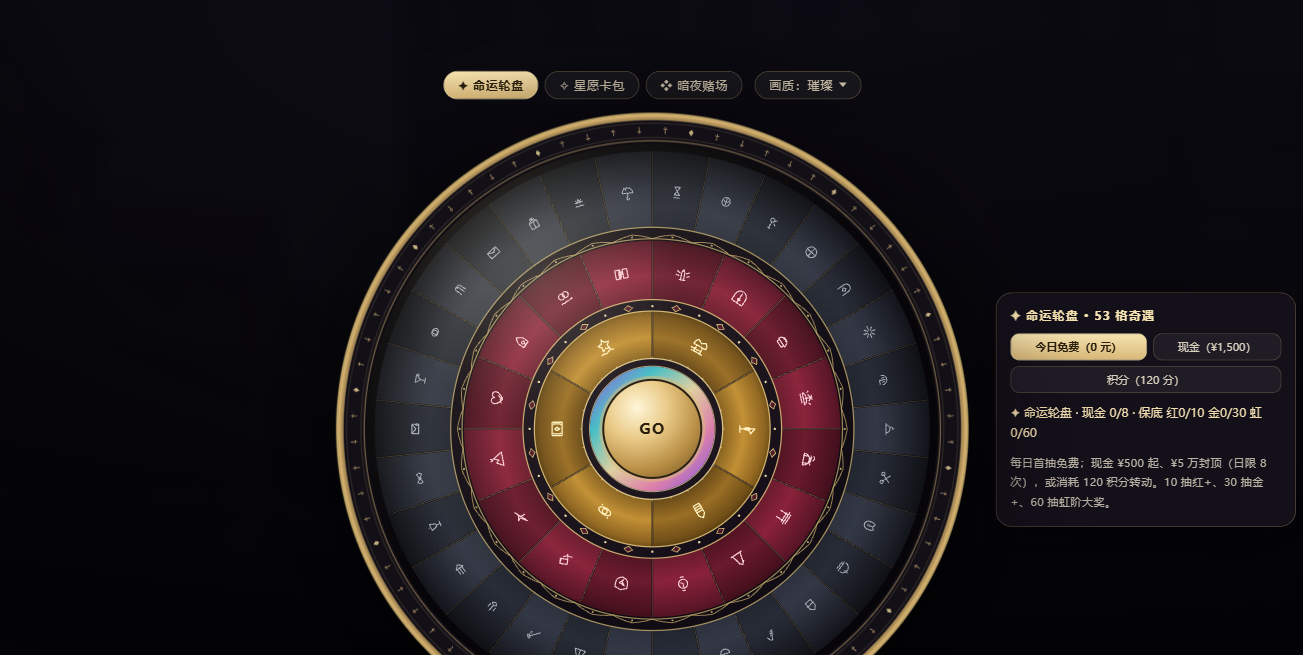 ✦ 命运轮盘
✧ 星愿卡包
❖ 暗夜赌场
画质：璀璨
GO
✦ 命运轮盘 • 53 格奇遇
今日免费（0 元）
现金（¥1,500）
积分（120 分）
✦ 命运轮盘 · 现金 0/8 · 保底 红0/10 金0/30 虹
0/60
每日首抽免费；现金 ¥500 起、¥5 万封顶（日限 8
次），或消耗 120 积分转动。10 抽红+、30 抽金
+、60 抽虹阶大奖。